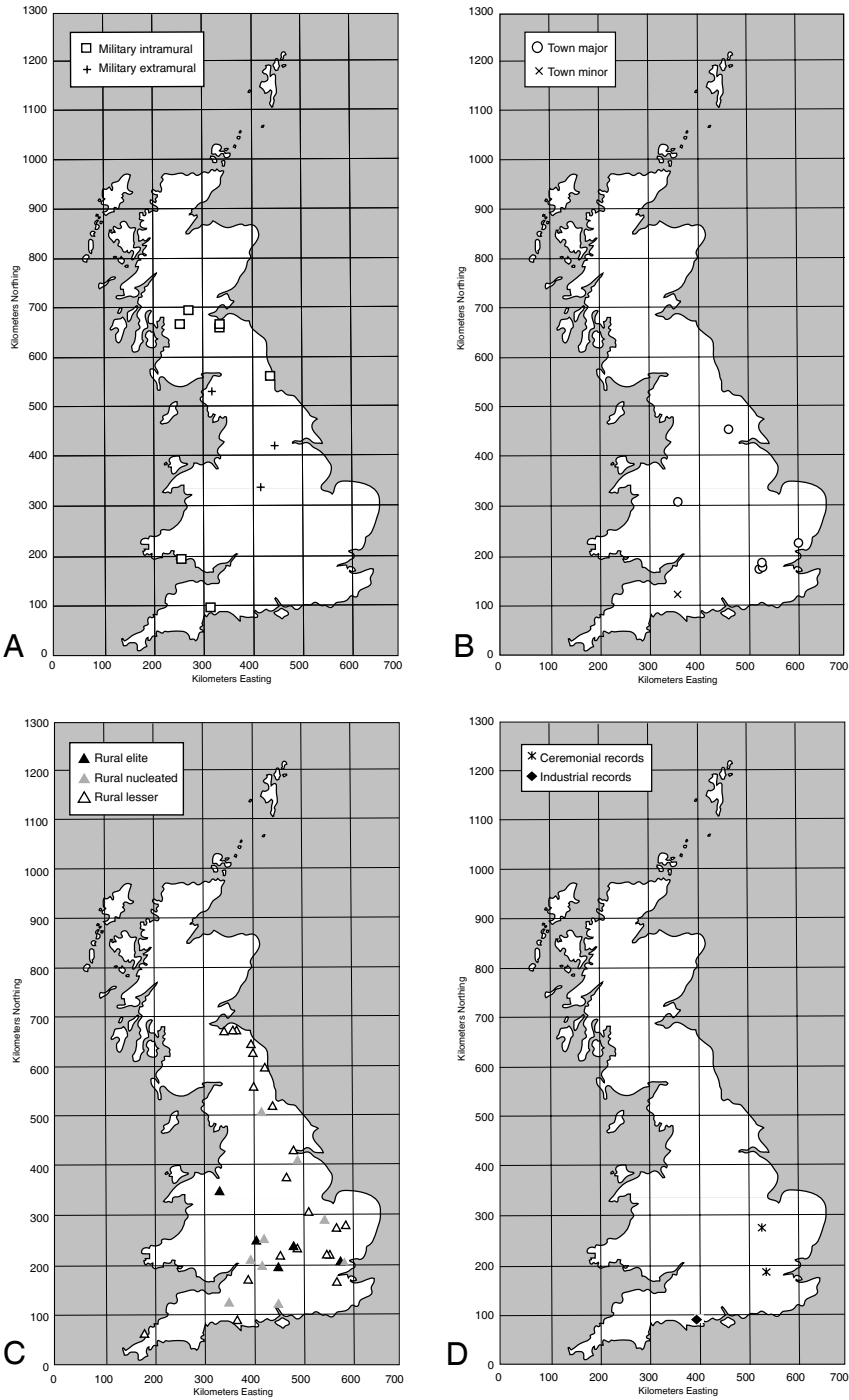 1300
1200
1100
1000
900
800
700
600
500
400
300
200
100
0
Kilometers Northing
Military intramural
Military extramural
0 100 200 300 400 500 600 700
Kilometers Easting
A
1300
1200
1100
1000
900
800
700
600
500
400
300
200
100
0
Kilometers Northing
Town major
Town minor
0 100 200 300 400 500 600 700
Kilometers Easting
B
1300
1200
1100
1000
900
800
700
600
500
400
300
200
100
0
Kilometers Northing
Rural elite
Rural nucleated
Rural lesser
0 100 200 300 400 500 600 700
Kilometers Easting
C
1300
1200
1100
1000
900
800
700
600
500
400
300
200
100
0
Kilometers Northing
Ceremonial records
Industrial records
0 100 200 300 400 500 600 700
Kilometers Easting
D